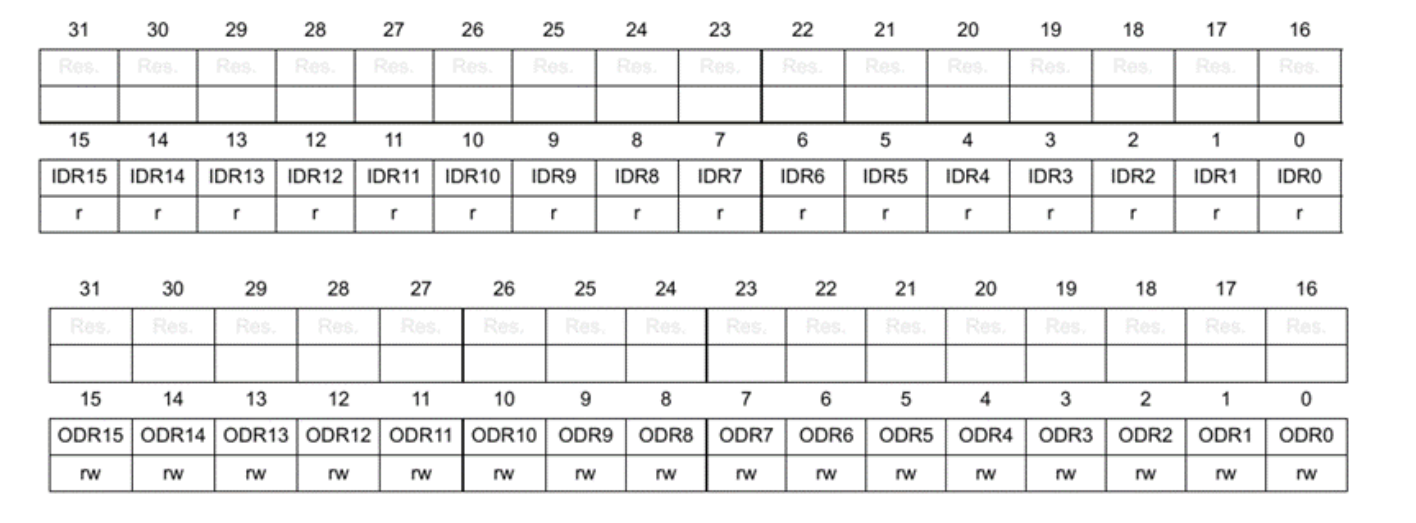 31 30 29 28 27 26 25 24 23 22 21 20 19 18 17 16
Res. Res. Res. Res. Res. Res. Res. Res. Res. Res. Res. Res. Res. Res. Res. Res.
15 14 13 12 11 10 9 8 7 6 5 4 3 2 1 0
IDR15 IDR14 IDR13 IDR12 IDR11 IDR10 IDR9 IDR8 IDR7 IDR6 IDR5 IDR4 IDR3 IDR2 IDR1 IDR0
r r r r r r r r r r r r r r r r
31 30 29 28 27 26 25 24 23 22 21 20 19 18 17 16
Res. Res. Res. Res. Res. Res. Res. Res. Res. Res. Res. Res. Res. Res. Res. Res.
15 14 13 12 11 10 9 8 7 6 5 4 3 2 1 0
ODR15 ODR14 ODR13 ODR12 ODR11 ODR10 ODR9 ODR8 ODR7 ODR6 ODR5 ODR4 ODR3 ODR2 ODR1 ODR0
rw rw rw rw rw rw rw rw rw rw rw rw rw rw rw rw